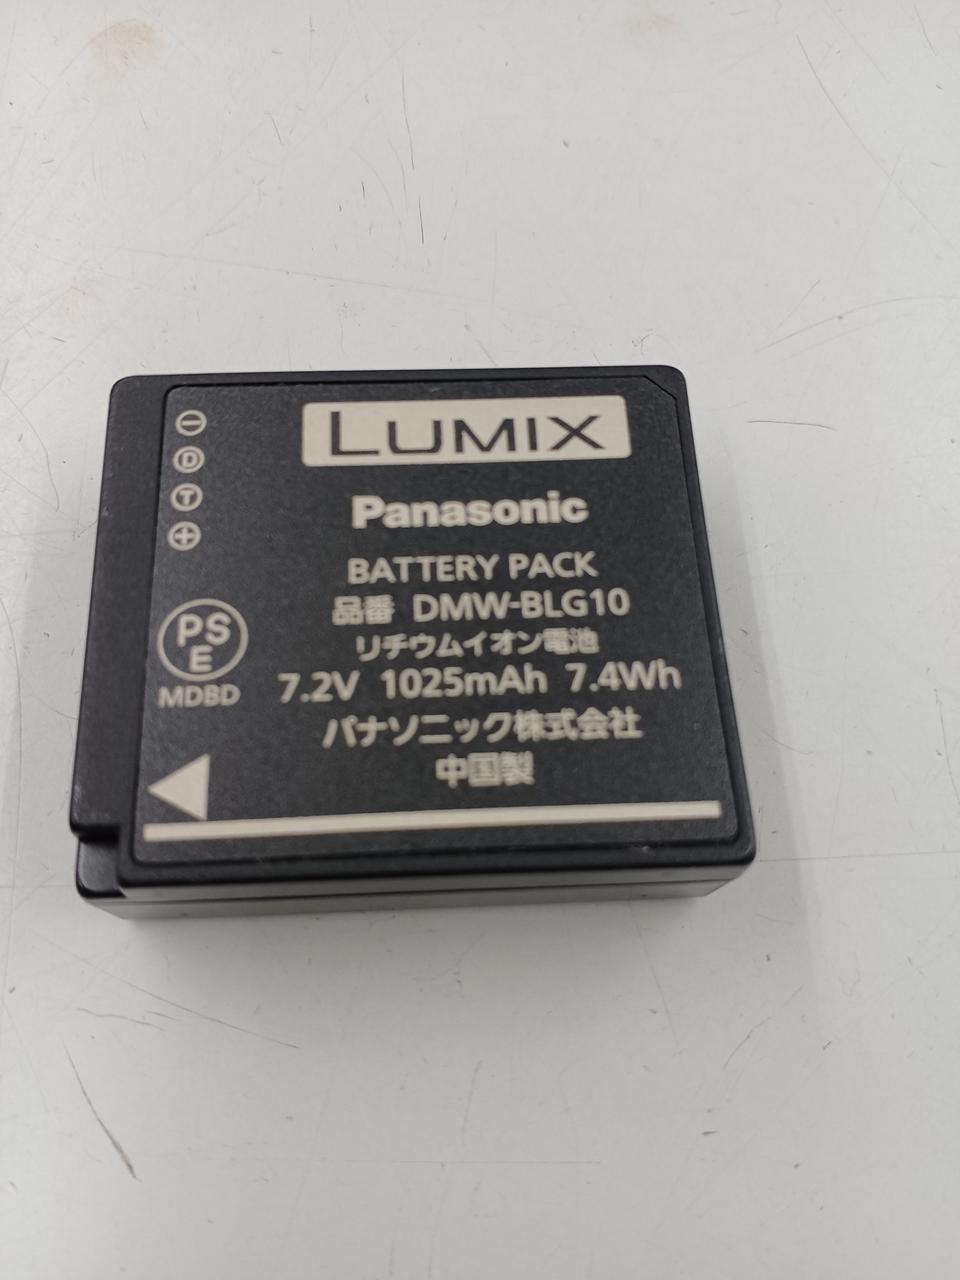 LUMIX
Panasonic
BATTERY PACK
品番 DMW-BLG10
リチウムイオン電池
7.2V 1025mAh 7.4Wh
パナソニック株式会社
中国製
⊖
D
T
⊕
PS
E
MDBD